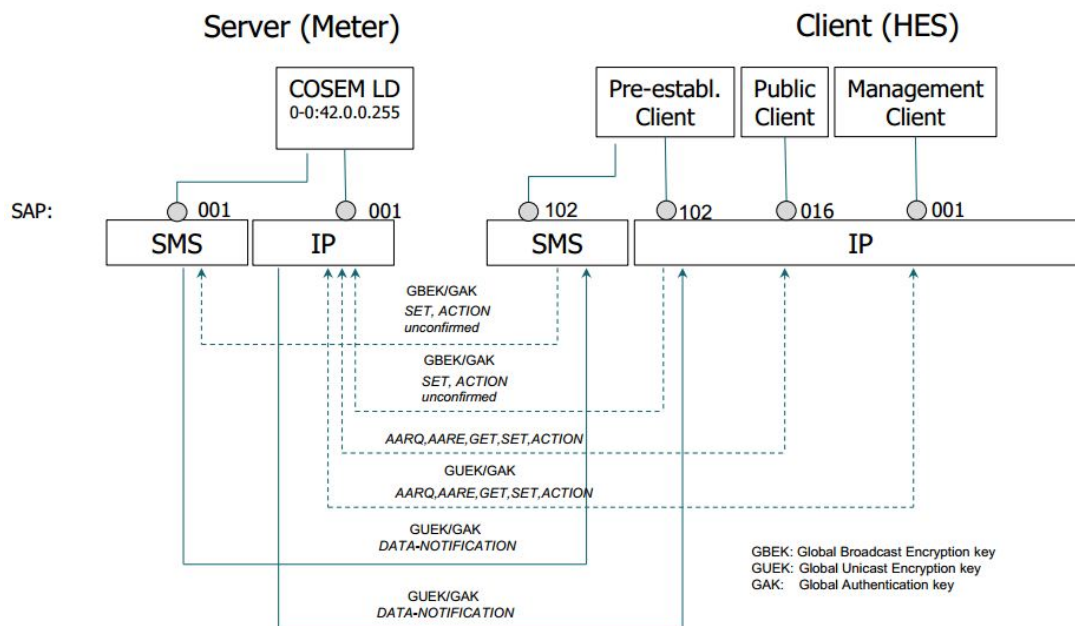 Server (Meter)
Client (HES)
COSEM LD
0-0:42.0.0.255
Pre-establ.
Client
Public
Client
Management
Client
SAP:
001
001
102
102
016
001
SMS
IP
SMS
IP
GBEK/GAK
SET, ACTION
unconfirmed
GBEK/GAK
SET, ACTION
unconfirmed
AARQ,AARE,GET,SET,ACTION
GUEK/GAK
AARQ,AARE,GET,SET,ACTION
GUEK/GAK
DATA-NOTIFICATION
GUEK/GAK
DATA-NOTIFICATION
GBEK: Global Broadcast Encryption key
GUEK: Global Unicast Encryption key
GAK: Global Authentication key